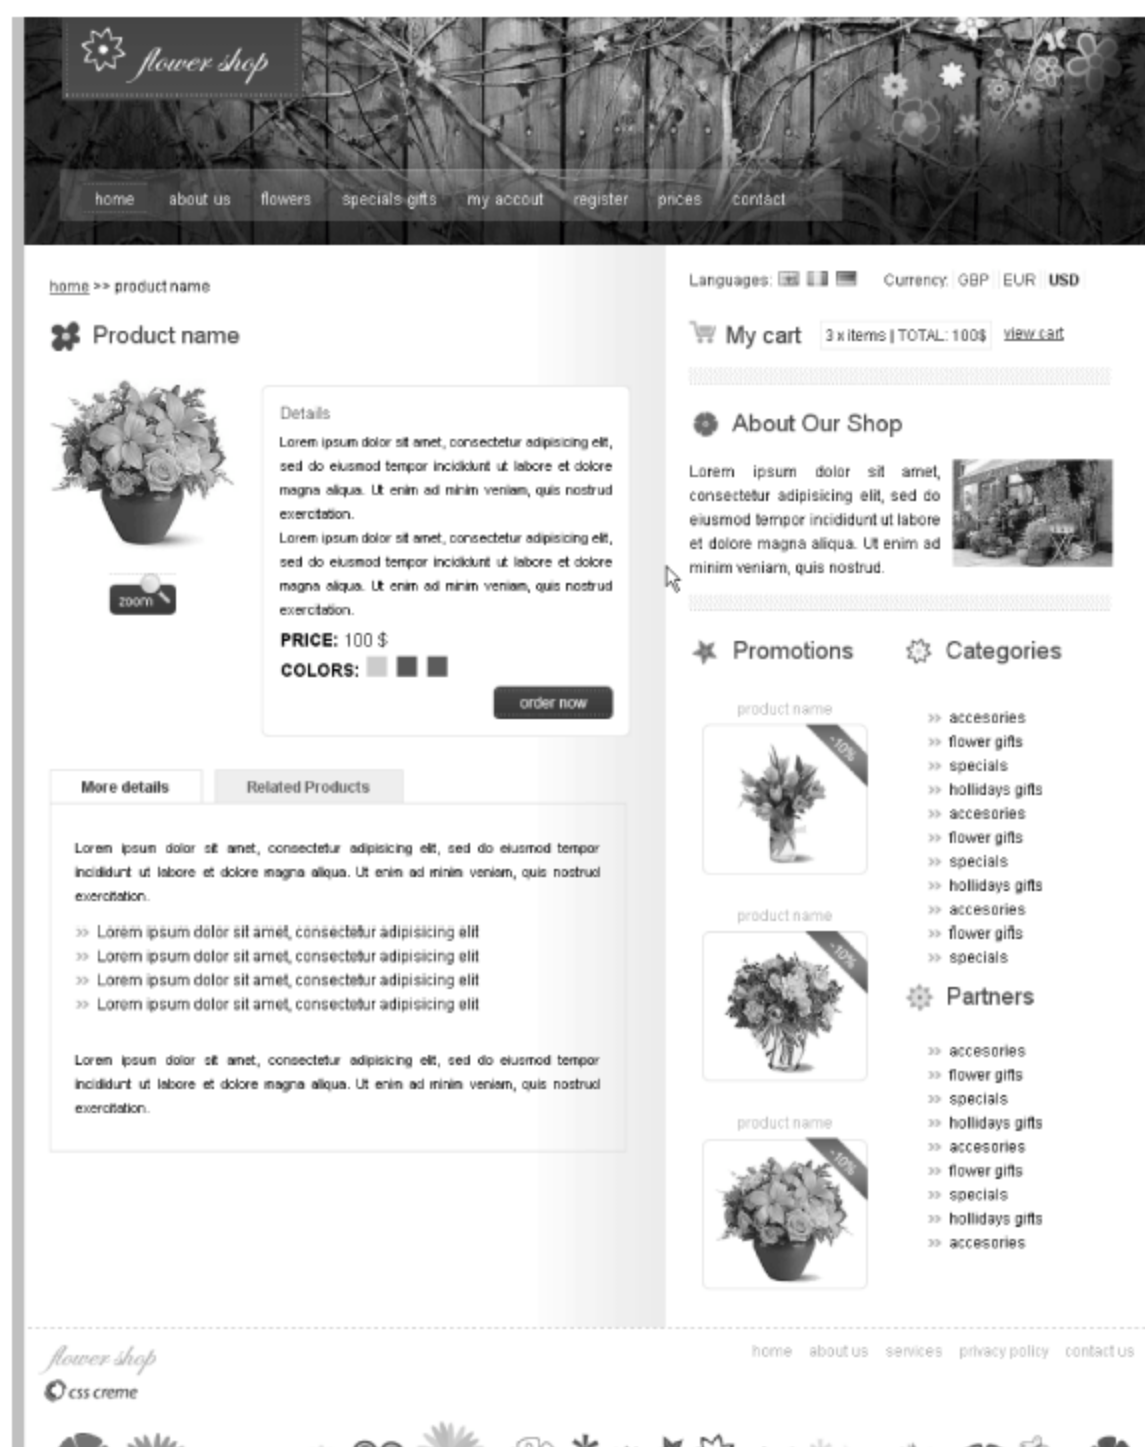 flower shop
home about us flowers specials gifts my accout register prices contact
home >> product name
Product name
Details
Lorem ipsum dolor sit amet, consectetur adipisicing elit,
sed do eiusmod tempor incididunt ut labore et dolore
magna aliqua. Ut enim ad minim veniam, quis nostrud
exercitation.
Lorem ipsum dolor sit amet, consectetur adipisicing elit,
sed do eiusmod tempor incididunt ut labore et dolore
magna aliqua. Ut enim ad minim veniam, quis nostrud
exercitation.
zoom
PRICE: 100 $
COLORS:
order now
More details Related Products
Lorem ipsum dolor sit amet, consectetur adipisicing elit, sed do eiusmod tempor
incididunt ut labore et dolore magna aliqua. Ut enim ad minim veniam, quis nostrud
exercitation.
>> Lorem ipsum dolor sit amet, consectetur adipisicing elit
>> Lorem ipsum dolor sit amet, consectetur adipisicing elit
>> Lorem ipsum dolor sit amet, consectetur adipisicing elit
>> Lorem ipsum dolor sit amet, consectetur adipisicing elit
Lorem ipsum dolor sit amet, consectetur adipisicing elit, sed do eiusmod tempor
incididunt ut labore et dolore magna aliqua. Ut enim ad minim veniam, quis nostrud
exercitation.
Languages: Currency: GBP EUR USD
My cart 3 x items | TOTAL: 100$ view cart
About Our Shop
Lorem ipsum dolor sit amet,
consectetur adipisicing elit, sed do
eiusmod tempor incididunt ut labore
et dolore magna aliqua. Ut enim ad
minim veniam, quis nostrud.
Promotions
product name
-10%
product name
-10%
product name
-10%
Categories
>> accesories
>> flower gifts
>> specials
>> hollidays gifts
>> accesories
>> flower gifts
>> specials
>> hollidays gifts
>> accesories
>> flower gifts
>> specials
Partners
>> accesories
>> flower gifts
>> specials
>> hollidays gifts
>> accesories
>> flower gifts
>> specials
>> hollidays gifts
>> accesories
flower shop
css creme
home about us services privacy policy contact us